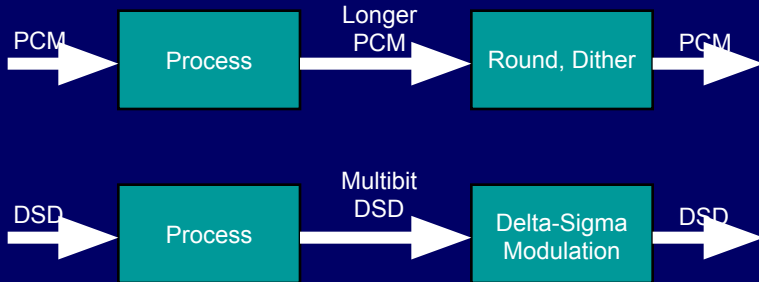 Longer
PCM
PCM
Process
Round, Dither
PCM
Multibit
DSD
DSD
Process
Delta-Sigma
Modulation
DSD